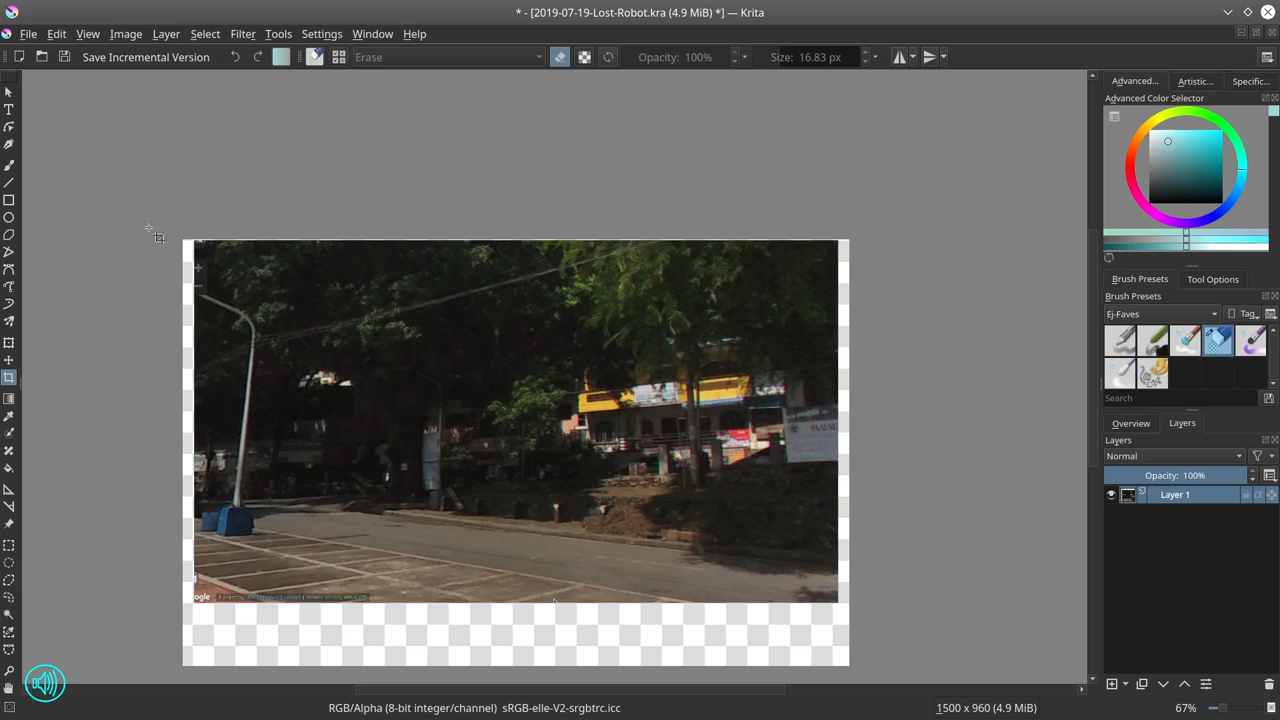 * - [2019-07-19-Lost-Robot.kra (4.9 MiB) *] — Krita
File Edit View Image Layer Select Filter Tools Settings Window Help
Save Incremental Version Erase Opacity: 100% Size: 16.83 px
Advanced... Artistic... Specific...
Advanced Color Selector
Brush Presets Tool Options
Brush Presets
Ej-Faves Tag
Search
Overview Layers
Layers
Normal
Opacity: 100%
Layer 1
RGB/Alpha (8-bit integer/channel) sRGB-elle-V2-srgbtrc.icc 1500 x 960 (4.9 MiB) 67%